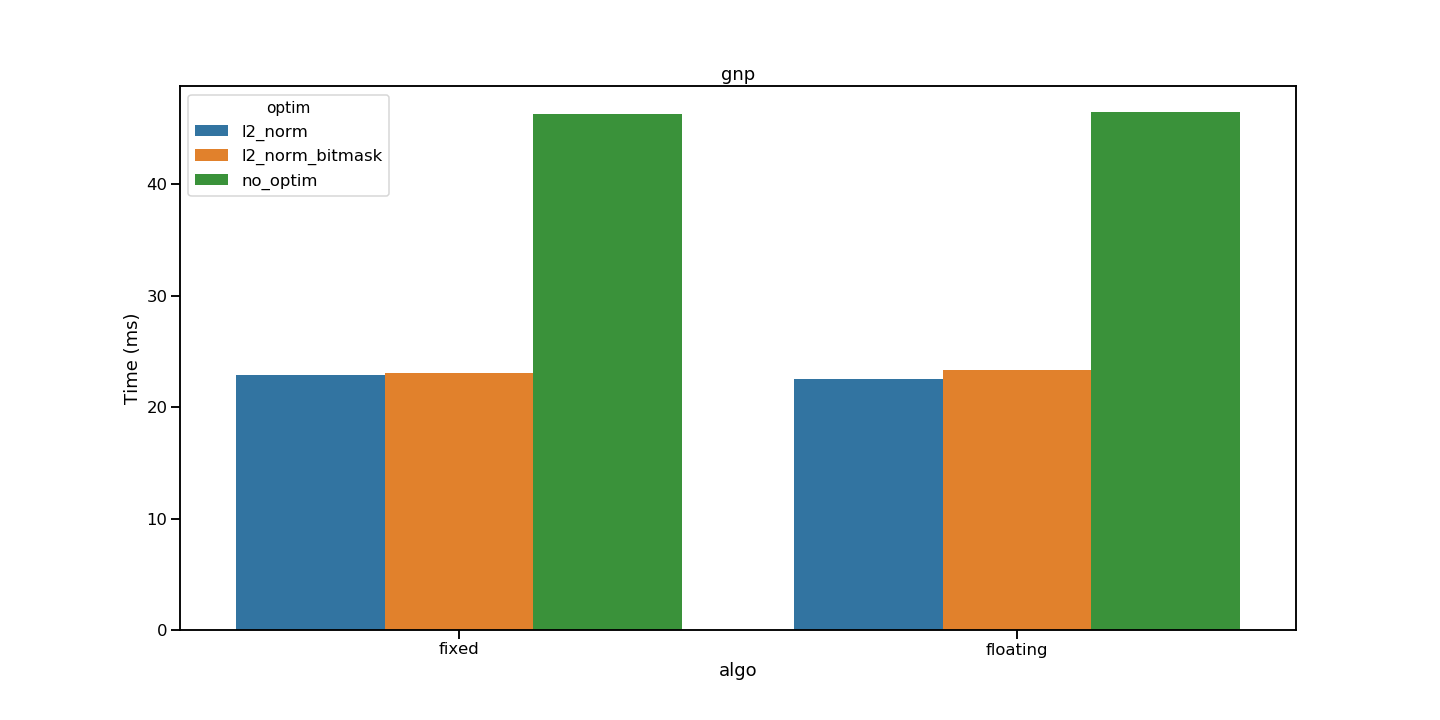 gnp
optim
l2_norm
l2_norm_bitmask
no_optim
Time (ms)
40
30
20
10
0
fixed
floating
algo